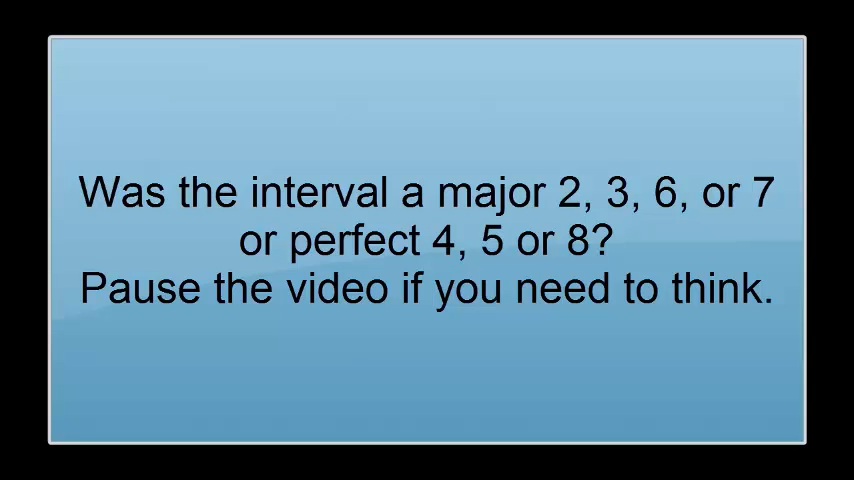 Was the interval a major 2, 3, 6, or 7
or perfect 4, 5 or 8?
Pause the video if you need to think.